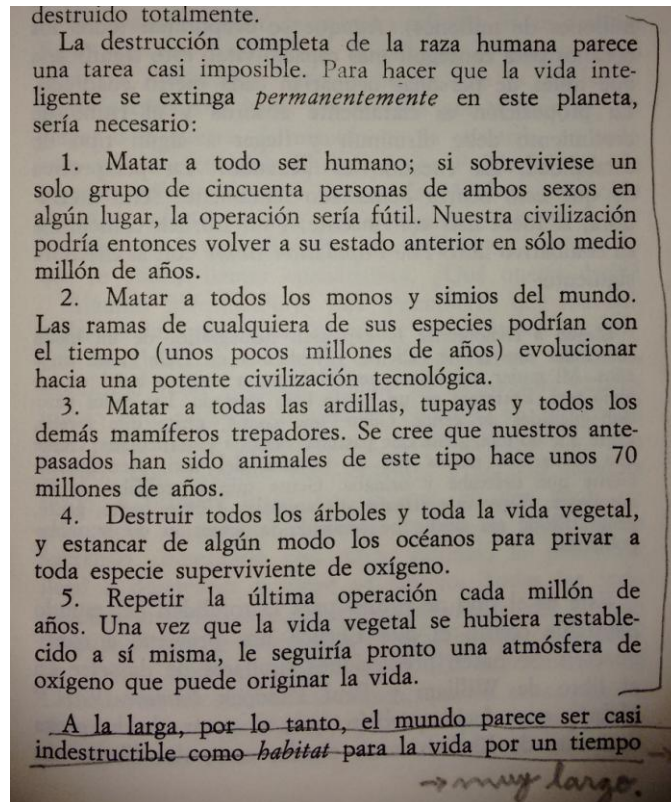 destruido totalmente.
La destrucción completa de la raza humana parece
una tarea casi imposible. Para hacer que la vida inte-
ligente se extinga permanentemente en este planeta,
sería necesario:
1. Matar a todo ser humano; si sobreviviese un
solo grupo de cincuenta personas de ambos sexos en
algún lugar, la operación sería fútil. Nuestra civilización
podría entonces volver a su estado anterior en sólo medio
millón de años.
2. Matar a todos los monos y simios del mundo.
Las ramas de cualquiera de sus especies podrían con
el tiempo (unos pocos millones de años) evolucionar
hacia una potente civilización tecnológica.
3. Matar a todas las ardillas, tupayas y todos los
demás mamíferos trepadores. Se cree que nuestros ante-
pasados han sido animales de este tipo hace unos 70
millones de años.
4. Destruir todos los árboles y toda la vida vegetal,
y estancar de algún modo los océanos para privar a
toda especie superviviente de oxígeno.
5. Repetir la última operación cada millón de
años. Una vez que la vida vegetal se hubiera restable-
cido a sí misma, le seguiría pronto una atmósfera de
oxígeno que puede originar la vida.
A la larga, por lo tanto, el mundo parece ser casi
indestructible como habitat para la vida por un tiempo
→ muy largo.